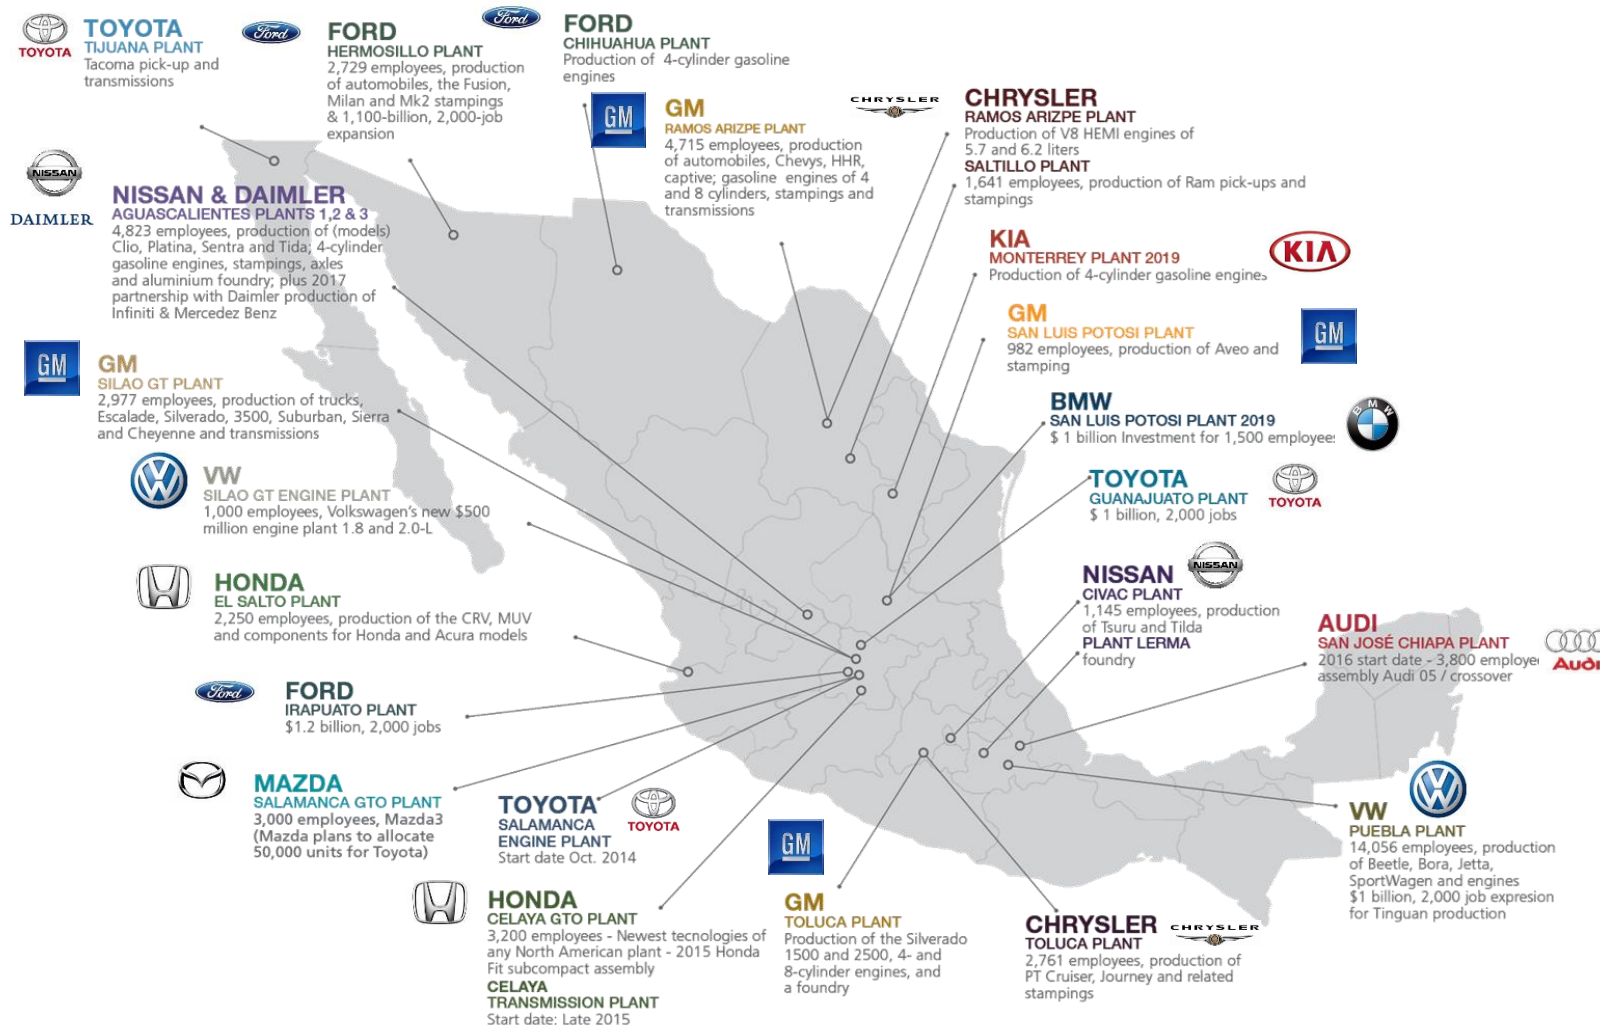 TOYOTA
TOYOTA
TIJUANA PLANT
Tacoma pick-up and
transmissions
Ford
FORD
HERMOSILLO PLANT
2,729 employees, production
of automobiles, the Fusion,
Milan and Mk2 stampings
& 1,100-billion, 2,000-job
expansion
Ford
FORD
CHIHUAHUA PLANT
Production of 4-cylinder gasoline
engines
GM
GM
RAMOS ARIZPE PLANT
4,715 employees, production
of automobiles, Chevys, HHR,
captive; gasoline engines of 4
and 8 cylinders, stampings and
transmissions
CHRYSLER
CHRYSLER
RAMOS ARIZPE PLANT
Production of V8 HEMI engines of
5.7 and 6.2 liters
SALTILLO PLANT
1,641 employees, production of Ram pick-ups and
stampings
NISSAN
DAIMLER
NISSAN & DAIMLER
AGUASCALIENTES PLANTS 1,2 & 3
4,823 employees, production of (models)
Clio, Platina, Sentra and Tida; 4-cylinder
gasoline engines, stampings, axles
and aluminium foundry; plus 2017
partnership with Daimler production of
Infiniti & Mercedez Benz
KIA
MONTERREY PLANT 2019
Production of 4-cylinder gasoline engines
KIA
GM
SAN LUIS POTOSI PLANT
982 employees, production of Aveo and
stamping
GM
GM
GM
SILAO GT PLANT
2,977 employees, production of trucks,
Escalade, Silverado, 3500, Suburban, Sierra
and Cheyenne and transmissions
BMW
SAN LUIS POTOSI PLANT 2019
$ 1 billion Investment for 1,500 employees
BMW
VW
SILAO GT ENGINE PLANT
1,000 employees, Volkswagen's new $500
million engine plant 1.8 and 2.0-L
TOYOTA
GUANAJUATO PLANT
$ 1 billion, 2,000 jobs
TOYOTA
HONDA
EL SALTO PLANT
2,250 employees, production of the CRV, MUV
and components for Honda and Acura models
NISSAN
CIVAC PLANT
1,145 employees, production
of Tsuru and Tilda
PLANT LERMA
foundry
NISSAN
AUDI
SAN JOSÉ CHIAPA PLANT
2016 start date - 3,800 employe
assembly Audi 05 / crossover
Audi
Ford
FORD
IRAPUATO PLANT
$1.2 billion, 2,000 jobs
MAZDA
SALAMANCA GTO PLANT
3,000 employees, Mazda3
(Mazda plans to allocate
50,000 units for Toyota)
TOYOTA
SALAMANCA
ENGINE PLANT
Start date Oct. 2014
TOYOTA
VW
PUEBLA PLANT
14,056 employees, production
of Beetle, Bora, Jetta,
SportWagen and engines
$1 billion, 2,000 job expresion
for Tinguan production
HONDA
CELAYA GTO PLANT
3,200 employees - Newest tecnologies of
any North American plant - 2015 Honda
Fit subcompact assembly
CELAYA
TRANSMISSION PLANT
Start date: Late 2015
GM
GM
TOLUCA PLANT
Production of the Silverado
1500 and 2500, 4- and
8-cylinder engines, and
a foundry
CHRYSLER
TOLUCA PLANT
2,761 employees, production of
PT Cruiser, Journey and related
stampings
CHRYSLER